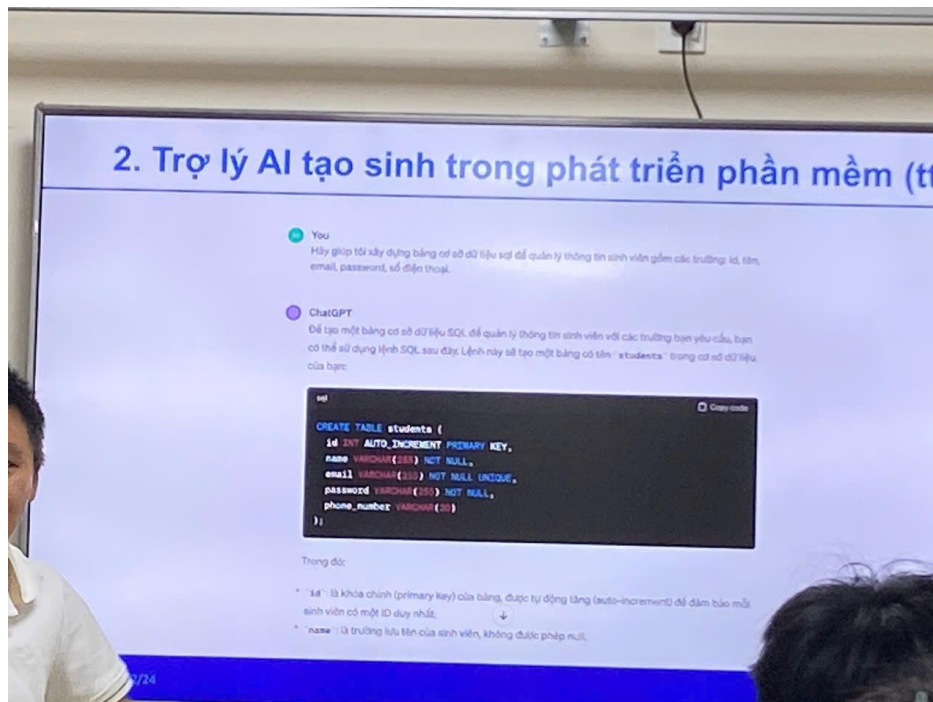 2. Trợ lý AI tạo sinh trong phát triển phần mềm (tt
You
Hãy giúp tôi xây dựng bảng cơ sở dữ liệu sql để quản lý thông tin sinh viên gồm các trường: id, tên,
email, password, số điện thoại.
ChatGPT
Để tạo một bảng cơ sở dữ liệu SQL để quản lý thông tin sinh viên với các trường bạn yêu cầu, bạn
có thể sử dụng lệnh SQL sau đây. Lệnh này sẽ tạo một bảng có tên `students` trong cơ sở dữ liệu
của bạn:
sql
Copy code
CREATE TABLE students (
id INT AUTO_INCREMENT PRIMARY KEY,
name VARCHAR(255) NOT NULL,
email VARCHAR(255) NOT NULL UNIQUE,
password VARCHAR(255) NOT NULL,
phone_number VARCHAR(20)
);
Trong đó:
* `id`: là khóa chính (primary key) của bảng, được tự động tăng (auto-increment) để đảm bảo mỗi
sinh viên có một ID duy nhất.
* `name`: là trường lưu tên của sinh viên, không được phép null.
2/24